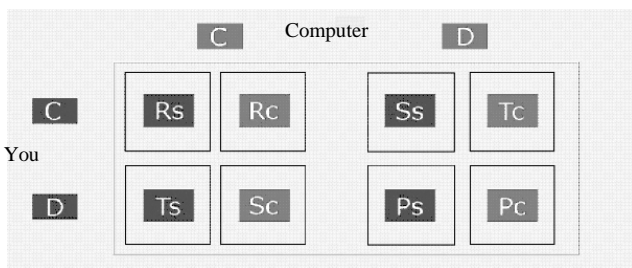 C Computer D
C Rs Rc Ss Tc
You
D Ts Sc Ps Pc